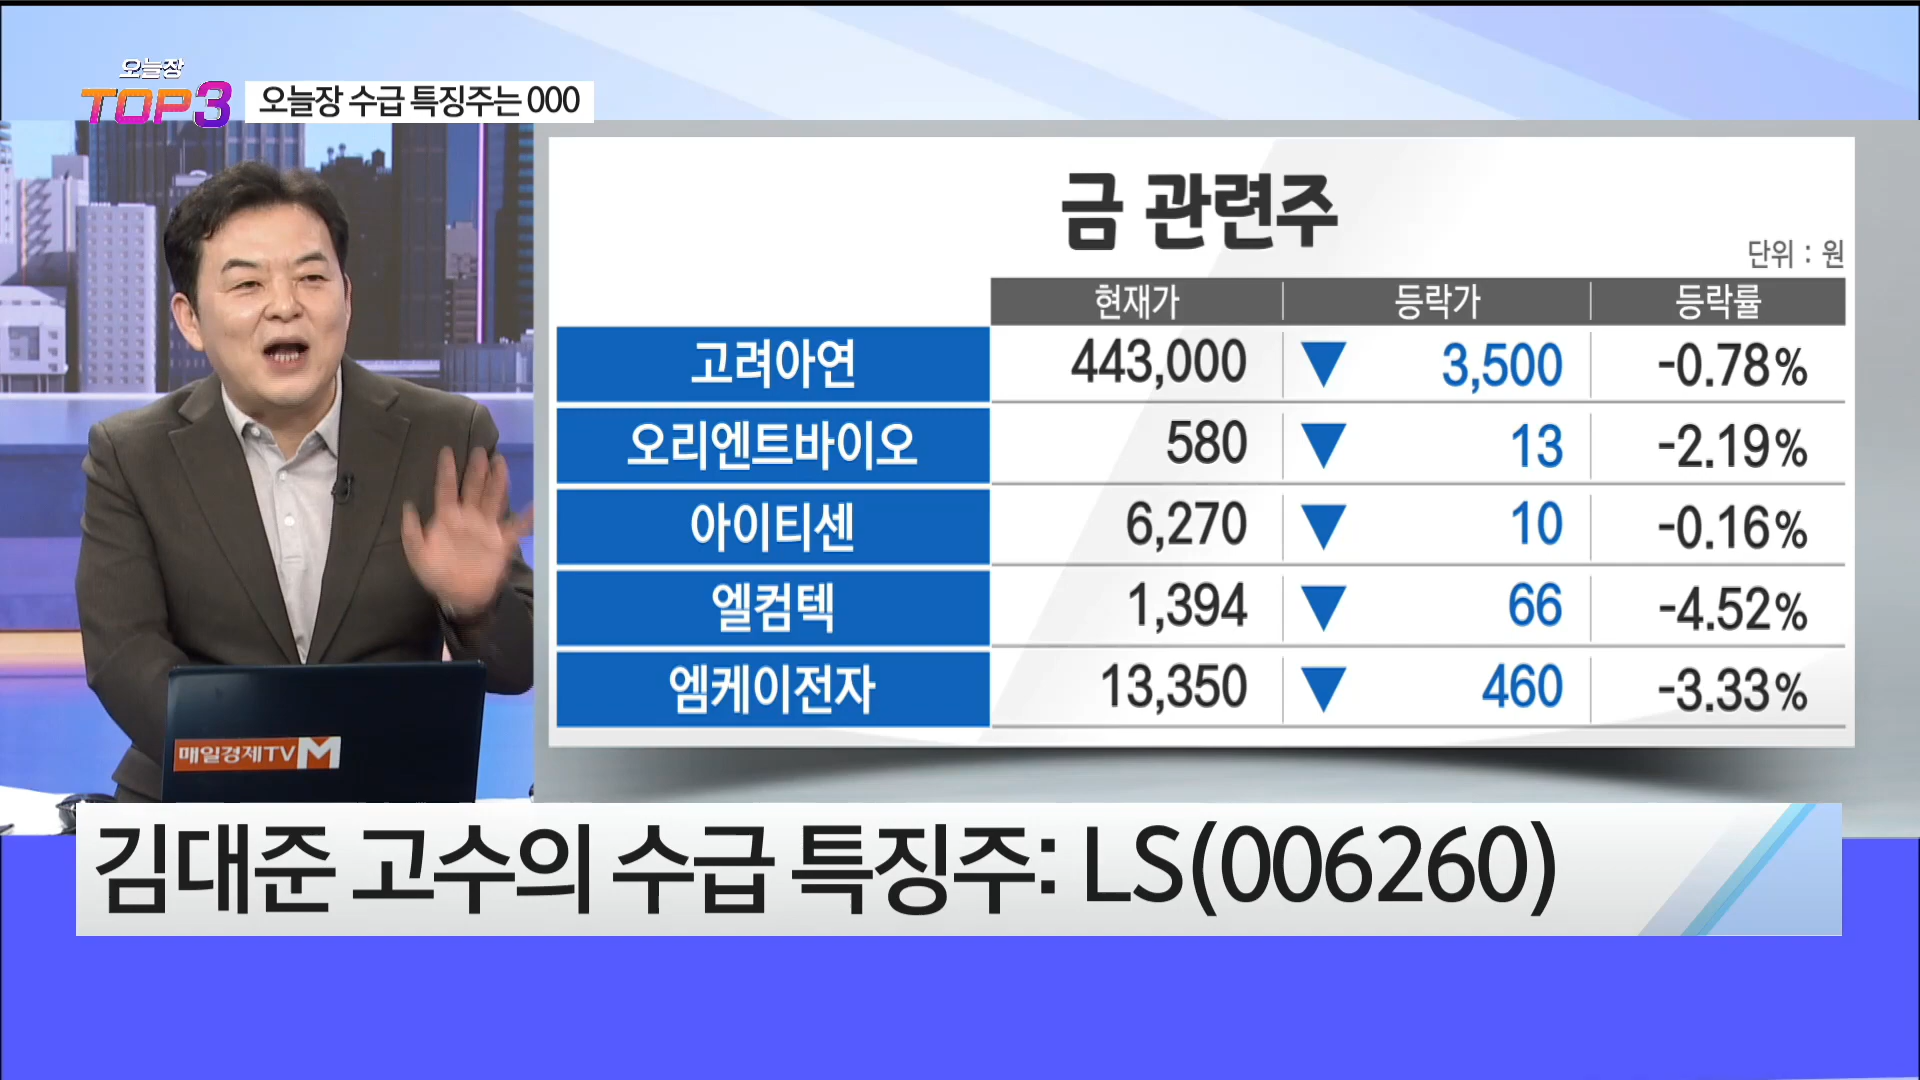 오늘장
TOP3
오늘장 수급 특징주는 000
금 관련주
단위 : 원
현재가 등락가 등락률
고려아연 443,000 ▼ 3,500 -0.78%
오리엔트바이오 580 ▼ 13 -2.19%
아이티센 6,270 ▼ 10 -0.16%
엘컴텍 1,394 ▼ 66 -4.52%
엠케이전자 13,350 ▼ 460 -3.33%
매일경제TV M
김대준 고수의 수급 특징주: LS(006260)